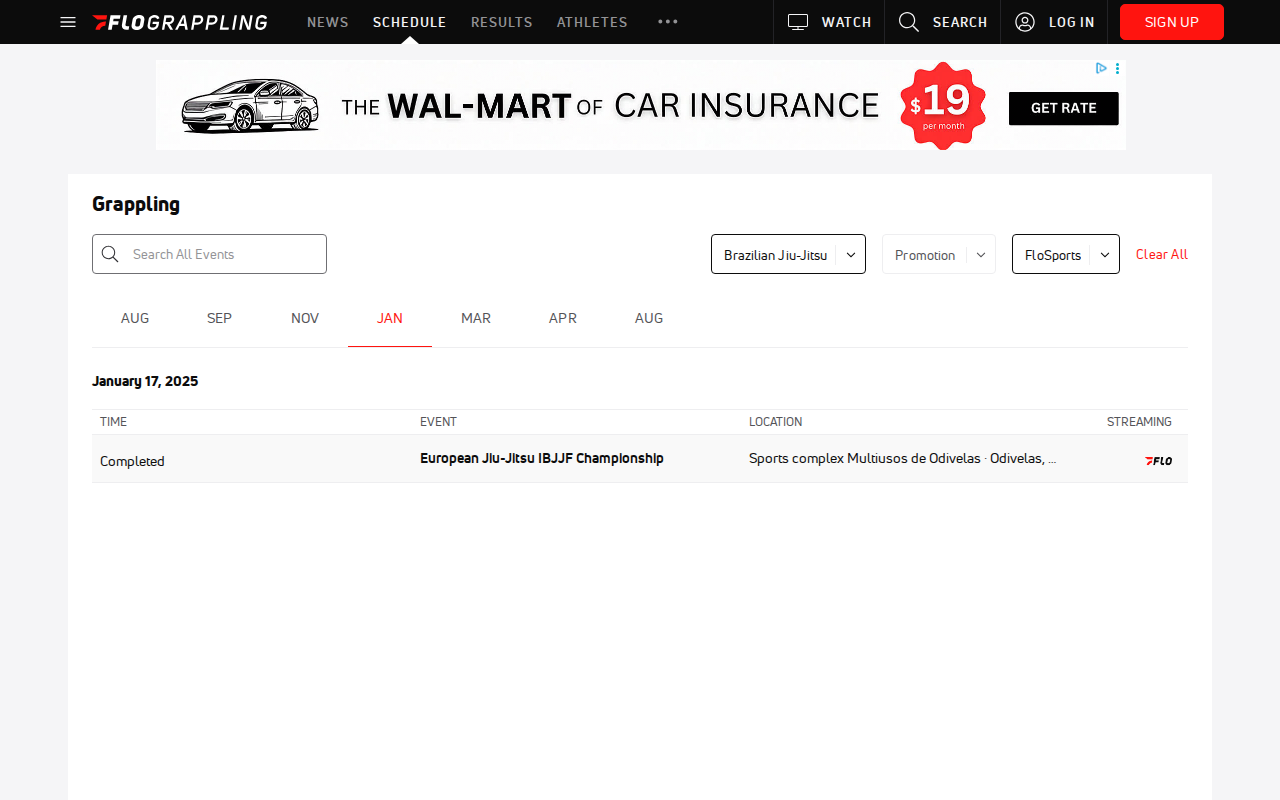 FLOGRAPPLING NEWS SCHEDULE RESULTS ATHLETES WATCH SEARCH LOG IN SIGN UP
THE WAL-MART OF CAR INSURANCE $19 per month GET RATE
Grappling
Search All Events Brazilian Jiu-Jitsu Promotion FloSports Clear All
AUG SEP NOV JAN MAR APR AUG
January 17, 2025
TIME EVENT LOCATION STREAMING
Completed European Jiu-Jitsu IBJJF Championship Sports complex Multiusos de Odivelas · Odivelas, ... FLO